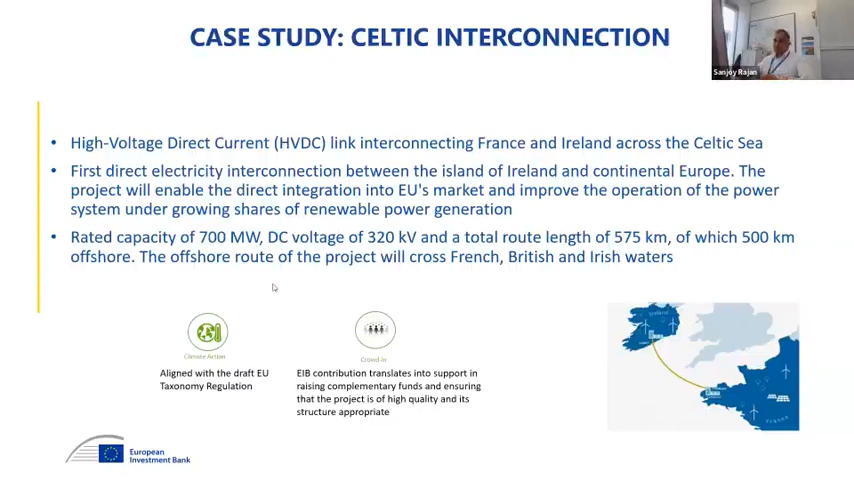 CASE STUDY: CELTIC INTERCONNECTION
Sanjoy Rajan
• High-Voltage Direct Current (HVDC) link interconnecting France and Ireland across the Celtic Sea
• First direct electricity interconnection between the island of Ireland and continental Europe. The
project will enable the direct integration into EU's market and improve the operation of the power
system under growing shares of renewable power generation
• Rated capacity of 700 MW, DC voltage of 320 kV and a total route length of 575 km, of which 500 km
offshore. The offshore route of the project will cross French, British and Irish waters
Climate Action
Aligned with the draft EU
Taxonomy Regulation
Crowd-in
EIB contribution translates into support in
raising complementary funds and ensuring
that the project is of high quality and its
structure appropriate
Ireland
France
European
Investment Bank